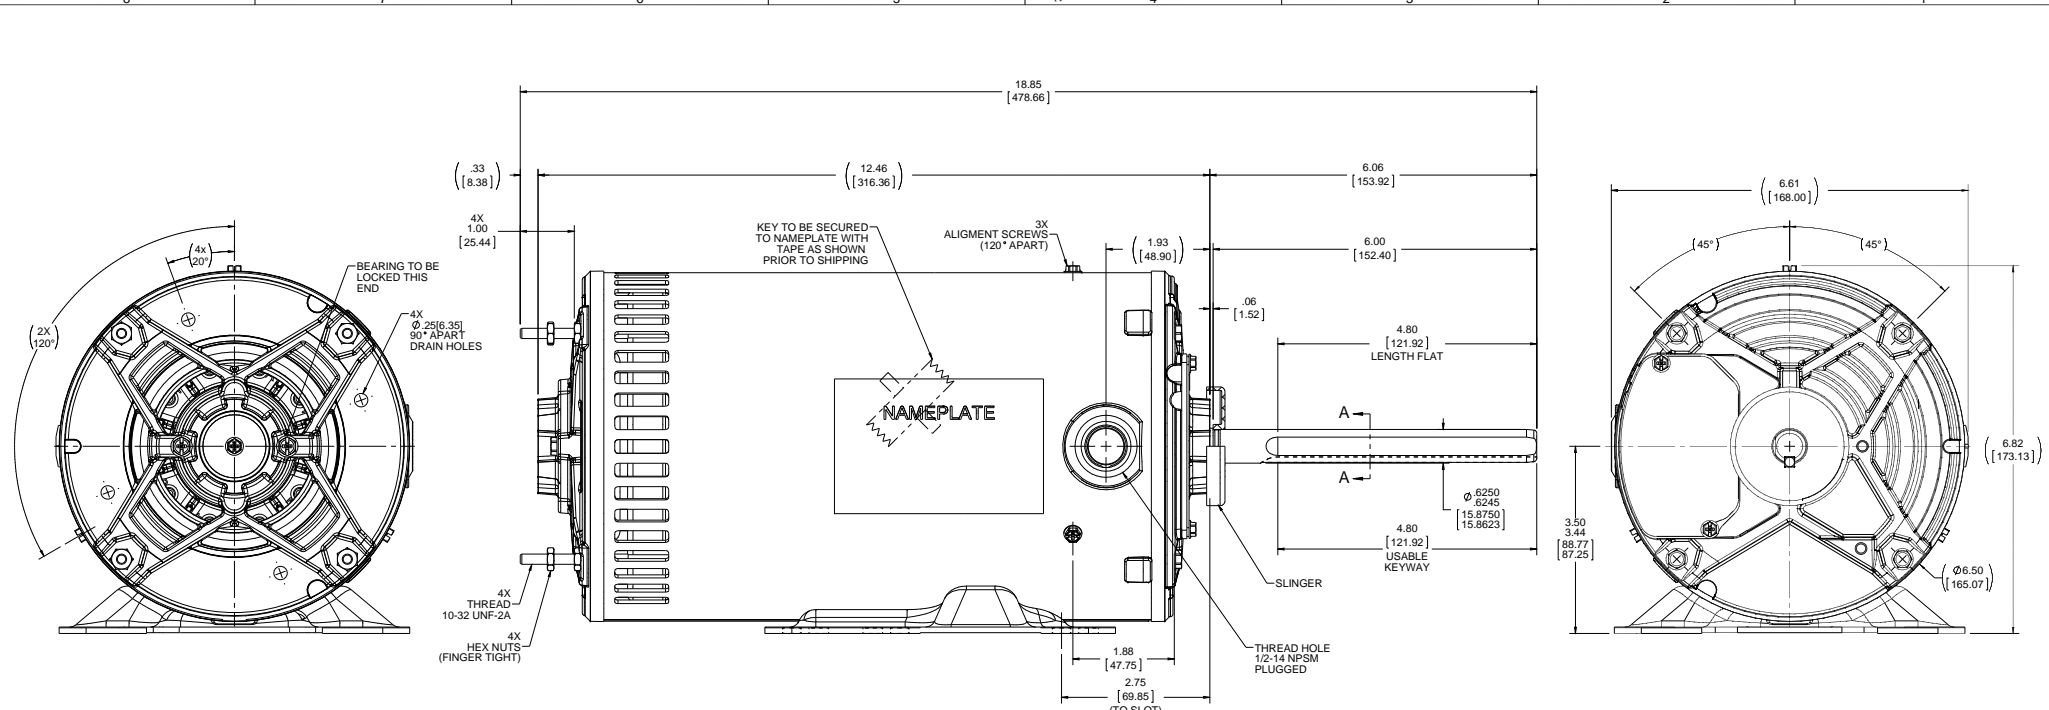 4
2
18.85
[478.66]
(.33
[8.38])
(12.46
[316.36])
6.06
[153.92]
(6.61
[168.00])
4X
1.00
[25.44]
KEY TO BE SECURED
TO NAMEPLATE WITH
TAPE AS SHOWN
PRIOR TO SHIPPING
3X
ALIGMENT SCREWS
(120° APART)
(1.93
[48.90])
6.00
[152.40]
(45°)
(45°)
(4x
20°)
BEARING TO BE
LOCKED THIS
END
(2X
120°)
4X
Ø.25[6.35]
90° APART
DRAIN HOLES
.06
[1.52]
4.80
[121.92]
LENGTH FLAT
NAMEPLATE
A
A
Ø.6250
.6245
[15.8750]
[15.8623]
(6.82
[173.13])
3.50
3.44
[88.77]
[87.25]
4.80
[121.92]
USABLE
KEYWAY
(Ø6.50
[165.07])
SLINGER
4X
THREAD
10-32 UNF-2A
4X
HEX NUTS
(FINGER TIGHT)
THREAD HOLE
1/2-14 NPSM
PLUGGED
1.88
[47.75]
2.75
[69.85]
(TO SLOT)